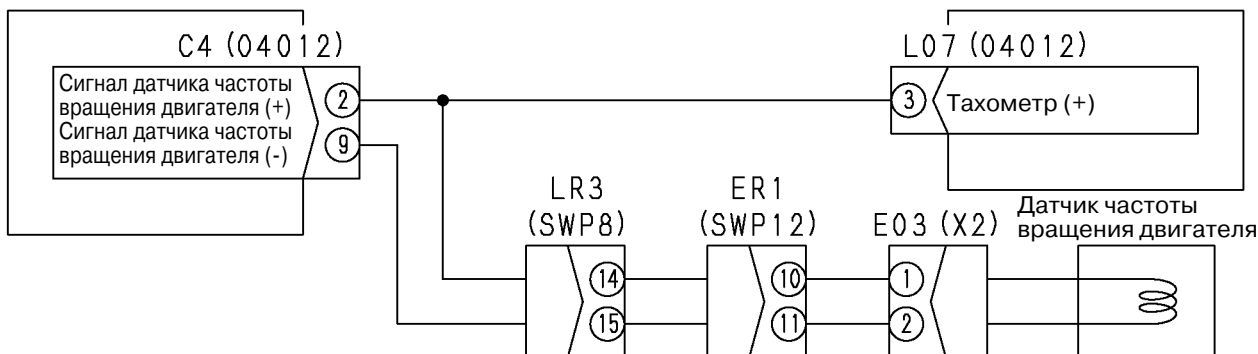 C4 (04012)
L07 (04012)
Сигнал датчика частоты
вращения двигателя (+)
Сигнал датчика частоты
вращения двигателя (-)
2
9
3
Тахометр (+)
LR3
(SWP8)
ER1
(SWP12)
E03 (X2)
Датчик частоты
вращения двигателя
14
15
10
11
1
2